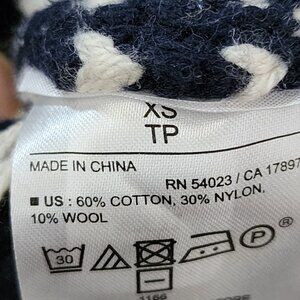 XS
TP
MADE IN CHINA
RN 54023 / CA 17897
■ US : 60% COTTON, 30% NYLON,
10% WOOL
30
P